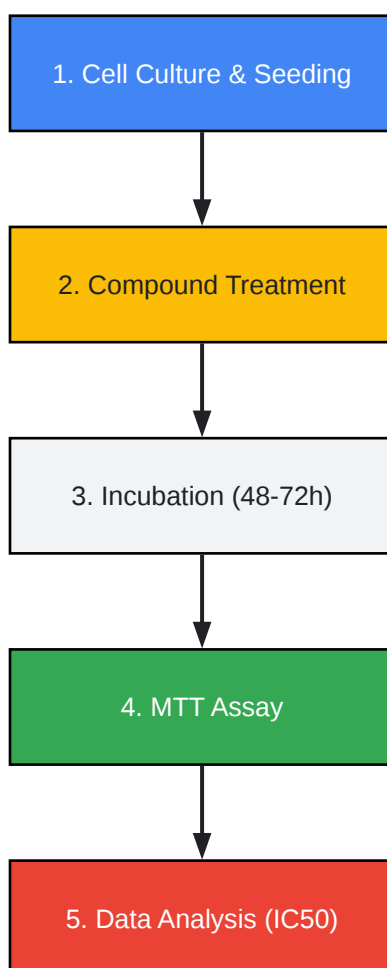 1. Cell Culture & Seeding
2. Compound Treatment
3. Incubation (48-72h)
4. MTT Assay
5. Data Analysis (IC50)